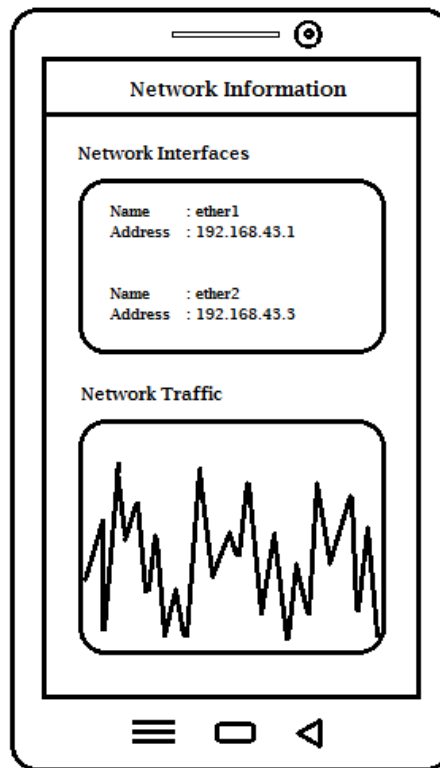 Network Information
Network Interfaces
Name : ether1
Address : 192.168.43.1
Name : ether2
Address : 192.168.43.3
Network Traffic